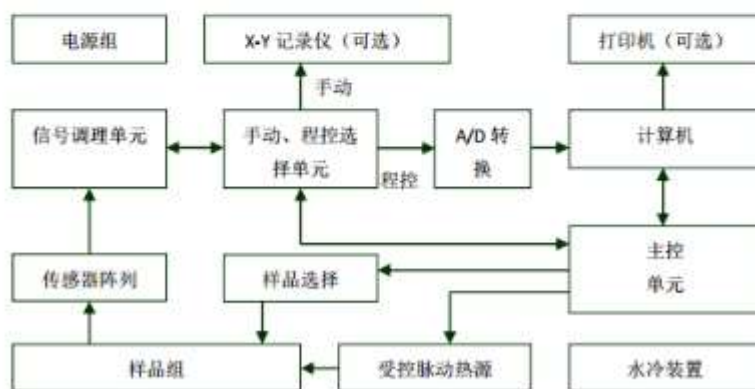 电源组
X-Y 记录仪（可选）
打印机（可选）
手动
信号调理单元
手动、程控选
择单元
程控
A/D 转
换
计算机
主控
单元
传感器阵列
样品选择
样品组
受控脉动热源
水冷装置